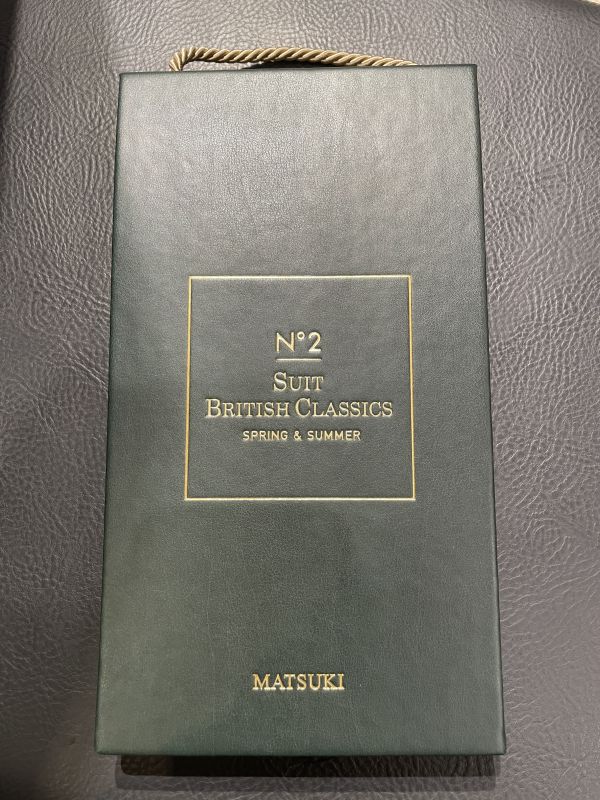 N°2
SUIT
BRITISH CLASSICS
SPRING & SUMMER
MATSUKI